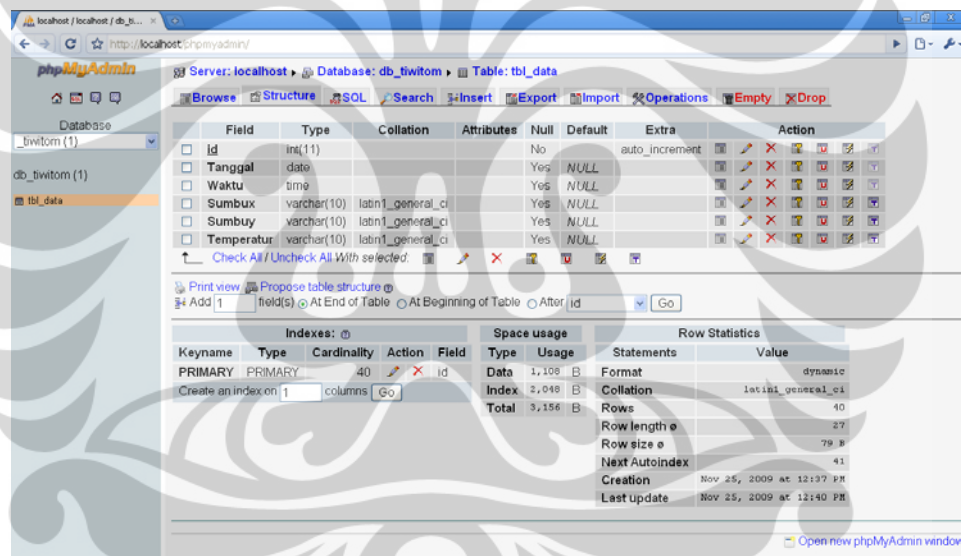 localhost / localhost / db_ti...
http://localhost/phpmyadmin/
phpMyAdmin
Server: localhost ▸ Database: db_tiwitom ▸ Table: tbl_data
Browse Structure SQL Search Insert Export Import Operations Empty Drop
Database
_tiwitom (1)
db_tiwitom (1)
tbl_data
Field Type Collation Attributes Null Default Extra Action
id int(11) No auto_increment
Tanggal date Yes NULL
Waktu time Yes NULL
Sumbux varchar(10) latin1_general_ci Yes NULL
Sumbuy varchar(10) latin1_general_ci Yes NULL
Temperatur varchar(10) latin1_general_ci Yes NULL
Check All / Uncheck All With selected:
Print view Propose table structure
Add 1 field(s) At End of Table At Beginning of Table After id Go
Indexes:
Keyname Type Cardinality Action Field
PRIMARY PRIMARY 40 id
Create an index on 1 columns Go
Space usage
Type Usage
Data 1,108 B
Index 2,048 B
Total 3,156 B
Row Statistics
Statements Value
Format dynamic
Collation latin1_general_ci
Rows 40
Row length ø 27
Row size ø 79 B
Next Autoindex 41
Creation Nov 25, 2009 at 12:37 PM
Last update Nov 25, 2009 at 12:40 PM
Open new phpMyAdmin window